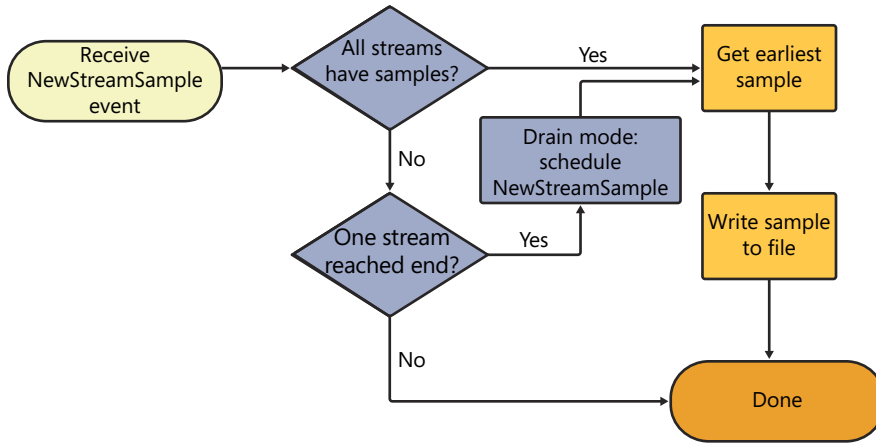 Receive
NewStreamSample
event
All streams
have samples?
Yes
Get earliest
sample
No
Drain mode:
schedule
NewStreamSample
One stream
reached end?
Yes
Write sample
to file
No
Done